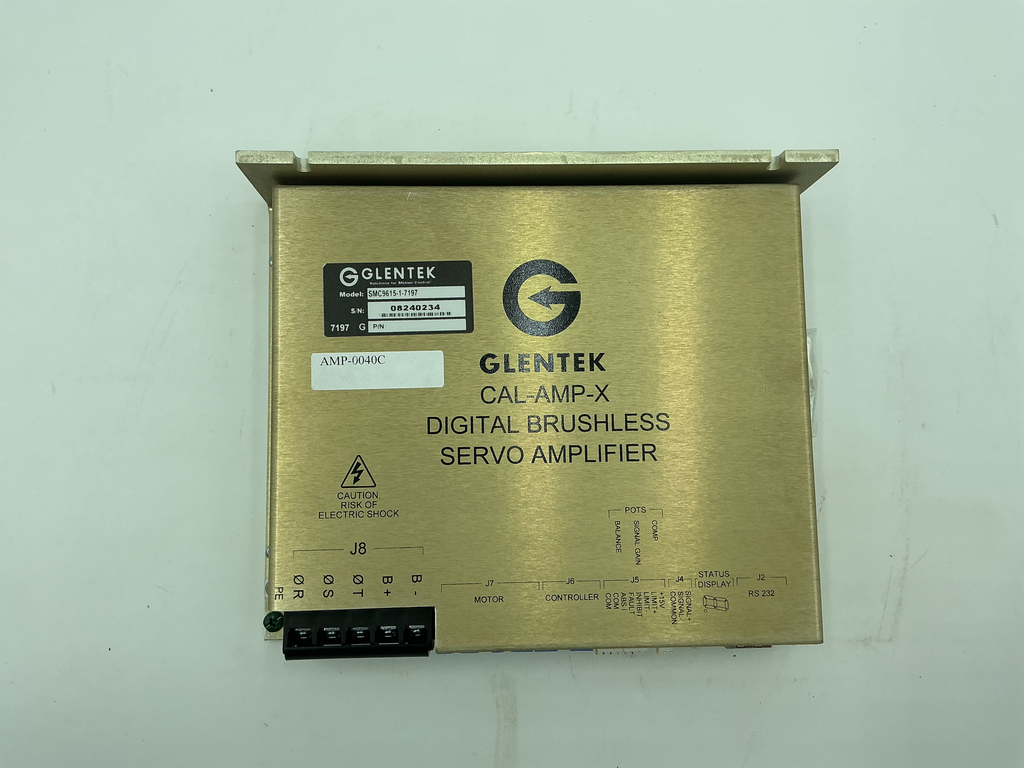 GLENTEK
Solutions for Motion Control
Model: SMC9615-1-7197
S/N: 08240234
7197 G P/N
AMP-0040C
G
GLENTEK
CAL-AMP-X
DIGITAL BRUSHLESS
SERVO AMPLIFIER
CAUTION,
RISK OF
ELECTRIC SHOCK
J8
ØR
ØS
ØT
B+
B-
PE
POTS
BALANCE
SIGNAL GAIN
COMP
J7
MOTOR
J6
CONTROLLER
J5
COM
ABS I
FAULT
INHIBIT
LIMIT-
LIMIT+
+15V
J4
COMMON
SIGNAL-
SIGNAL+
STATUS
DISPLAY
J2
RS 232